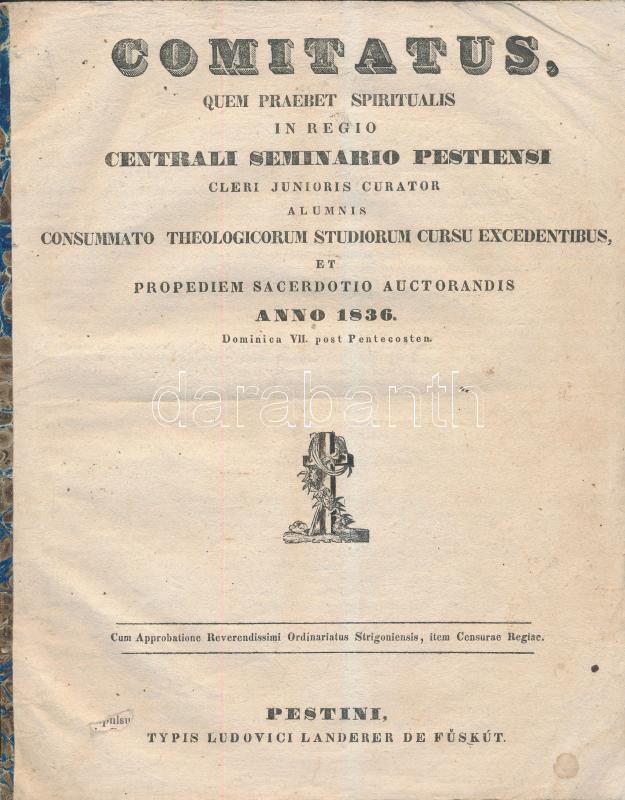 COMITATUS,
QUEM PRAEBET SPIRITUALIS
IN REGIO
CENTRALI SEMINARIO PESTIENSI
CLERI JUNIORIS CURATOR
ALUMNIS
CONSUMMATO THEOLOGICORUM STUDIORUM CURSU EXCEDENTIBUS,
ET
PROPEDIEM SACERDOTIO AUCTORANDIS
ANNO 1836.
Dominica VII. post Pentecosten.
darabanth
Cum Approbatione Reverendissimi Ordinariatus Strigoniensis, item Censurae Regiae.
PESTINI,
TYPIS LUDOVICI LANDERER DE FŰSKÚT.